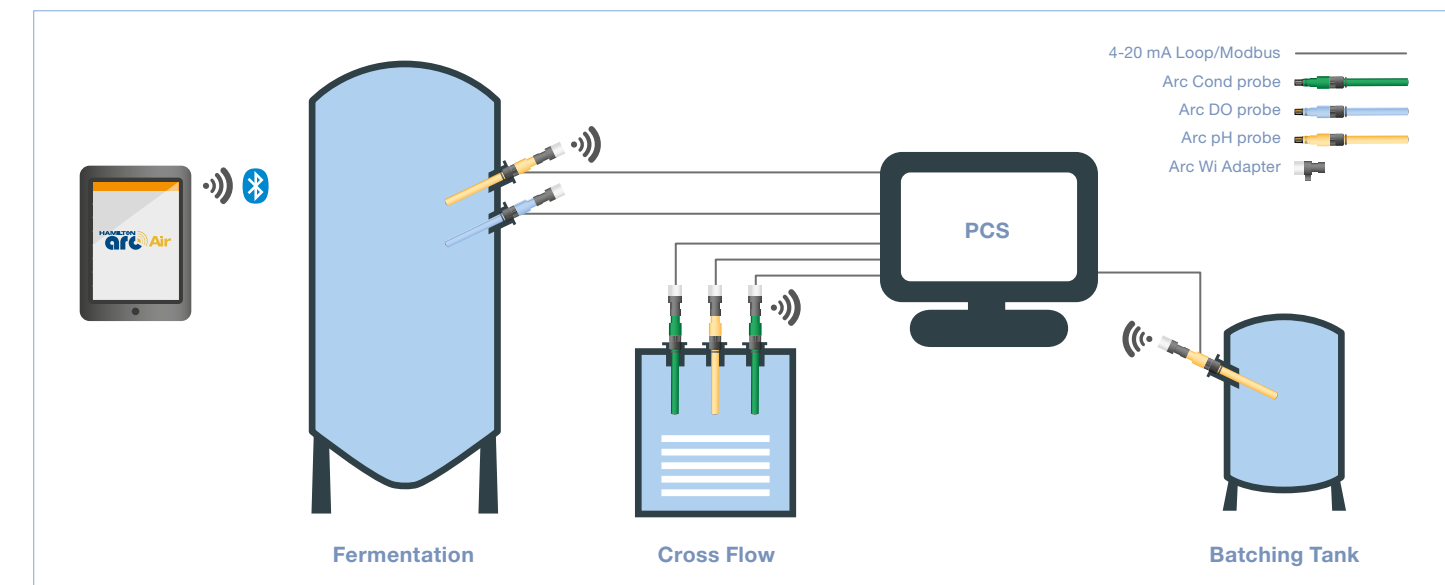 4-20 mA Loop/Modbus
Arc Cond probe
Arc DO probe
Arc pH probe
Arc Wi Adapter
HAMILTON
arc Air
PCS
Fermentation
Cross Flow
Batching Tank